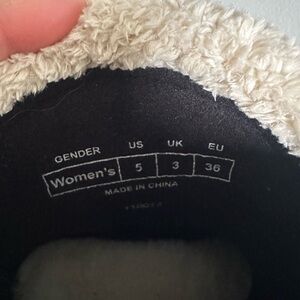 GENDER US UK EU
Women's 5 3 36
MADE IN CHINA